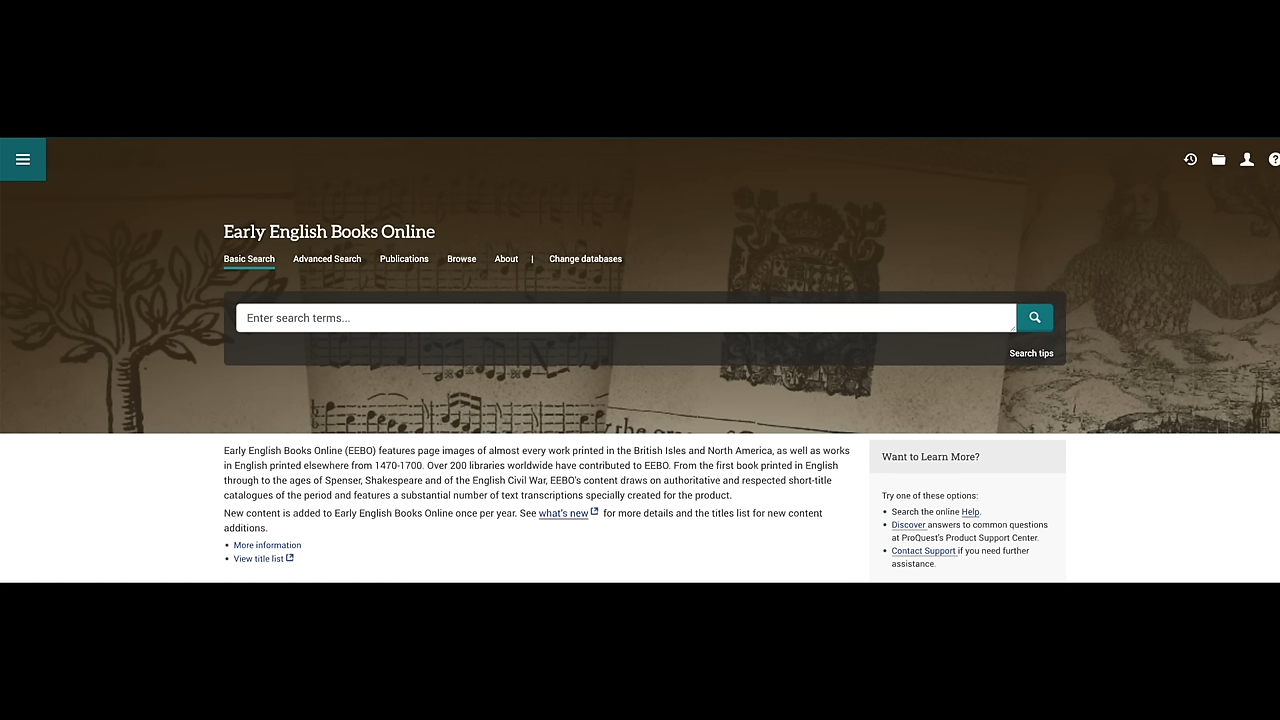 Early English Books Online
Basic Search Advanced Search Publications Browse About | Change databases
Enter search terms...
Search tips
the
Early English Books Online (EEBO) features page images of almost every work printed in the British Isles and North America, as well as works
in English printed elsewhere from 1470-1700. Over 200 libraries worldwide have contributed to EEBO. From the first book printed in English
through to the ages of Spenser, Shakespeare and of the English Civil War, EEBO's content draws on authoritative and respected short-title
catalogues of the period and features a substantial number of text transcriptions specially created for the product.
New content is added to Early English Books Online once per year. See what's new for more details and the titles list for new content
additions.
• More information
• View title list
Want to Learn More?
Try one of these options:
• Search the online Help.
• Discover answers to common questions
at ProQuest's Product Support Center.
• Contact Support if you need further
assistance.